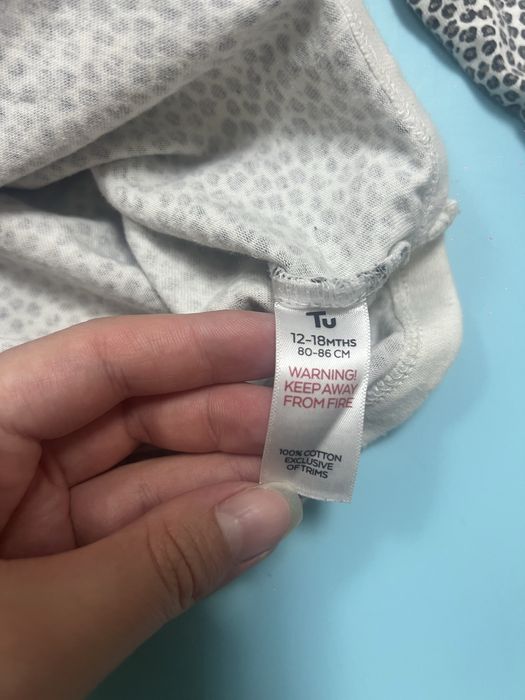 Tu
12-18MTHS
80-86 CM
WARNING!
KEEP AWAY
FROM FIRE
100% COTTON
EXCLUSIVE
OF TRIMS